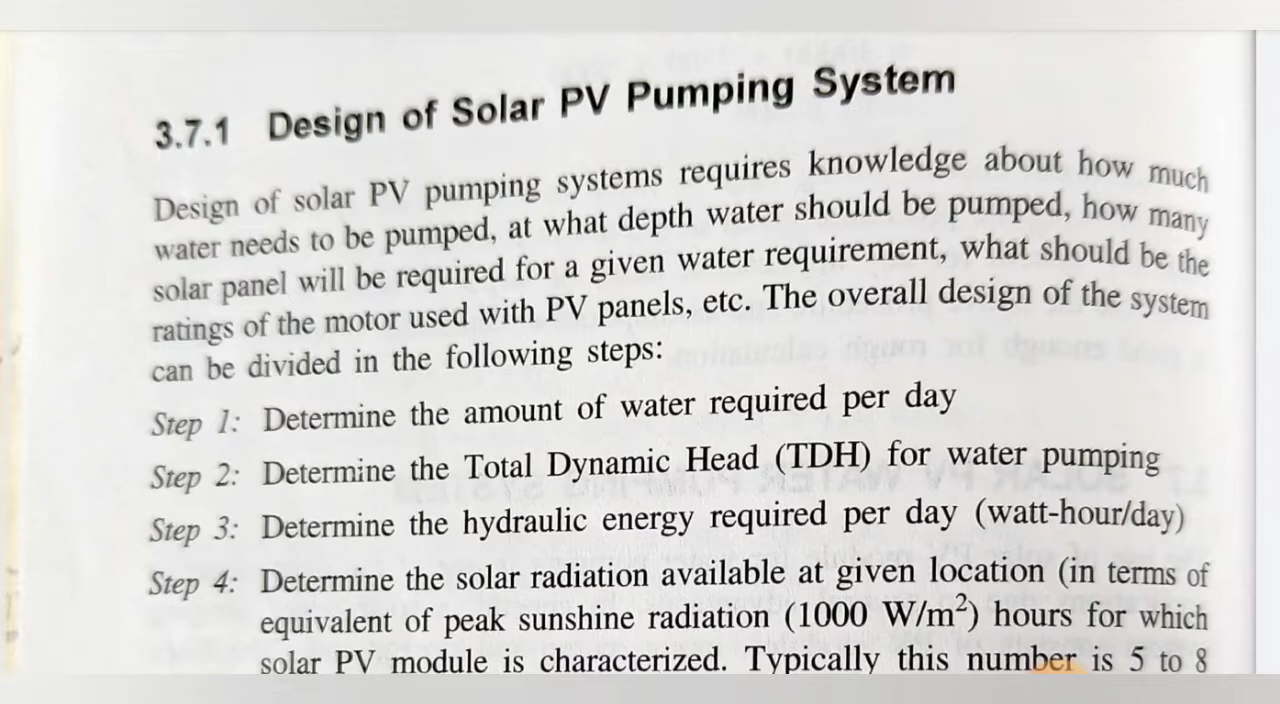 3.7.1 Design of Solar PV Pumping System
Design of solar PV pumping systems requires knowledge about how much
water needs to be pumped, at what depth water should be pumped, how many
solar panel will be required for a given water requirement, what should be the
ratings of the motor used with PV panels, etc. The overall design of the system
can be divided in the following steps:
Step 1: Determine the amount of water required per day
Step 2: Determine the Total Dynamic Head (TDH) for water pumping
Step 3: Determine the hydraulic energy required per day (watt-hour/day)
Step 4: Determine the solar radiation available at given location (in terms of
equivalent of peak sunshine radiation (1000 W/m²) hours for which
solar PV module is characterized. Typically this number is 5 to 8